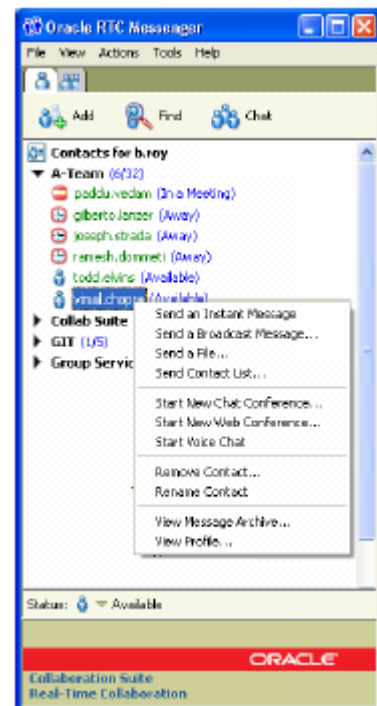 Oracle RTC Messenger
File View Actions Tools Help
Add Find Chat
Contacts for b.roy
A-Team (6/32)
paddu.vedam (In a Meeting)
gilberto.lanzer (Away)
joseph.strada (Away)
ramesh.dommeti (Away)
todd.elvins (Available)
(Available)
Send an Instant Message
Collab Suite
Send a Broadcast Message...
GIT (1/5)
Send a File...
Group Servic
Send Contact List...
Start New Chat Conference...
Start New Web Conference...
Start Voice Chat
Remove Contact...
Rename Contact
View Message Archive...
View Profile...
Status: Available
ORACLE
Collaboration Suite
Real-Time Collaboration